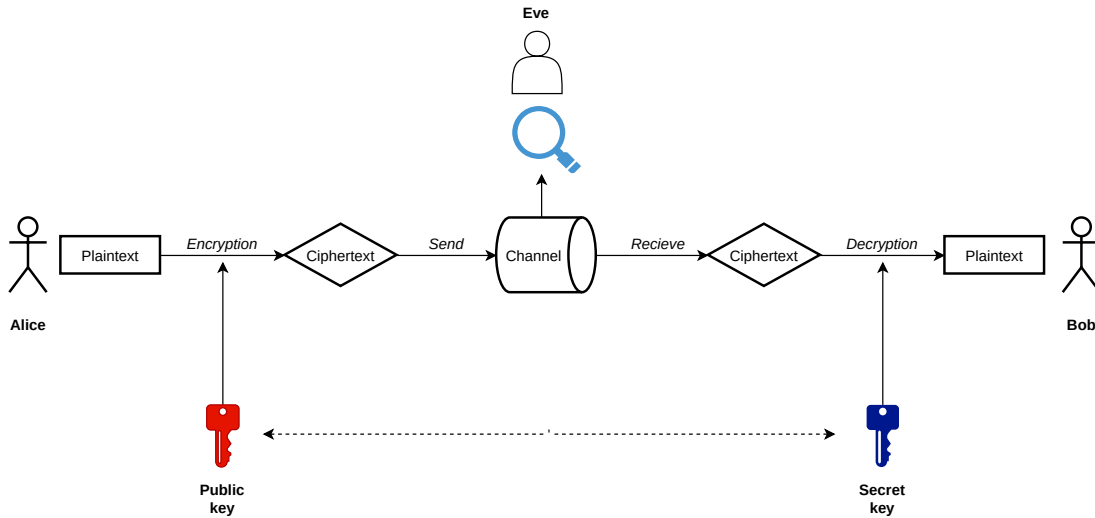 Eve
Encryption
Send
Recieve
Decryption
Plaintext
Ciphertext
Channel
Ciphertext
Plaintext
Alice
Bob
Public
key
Secret
key